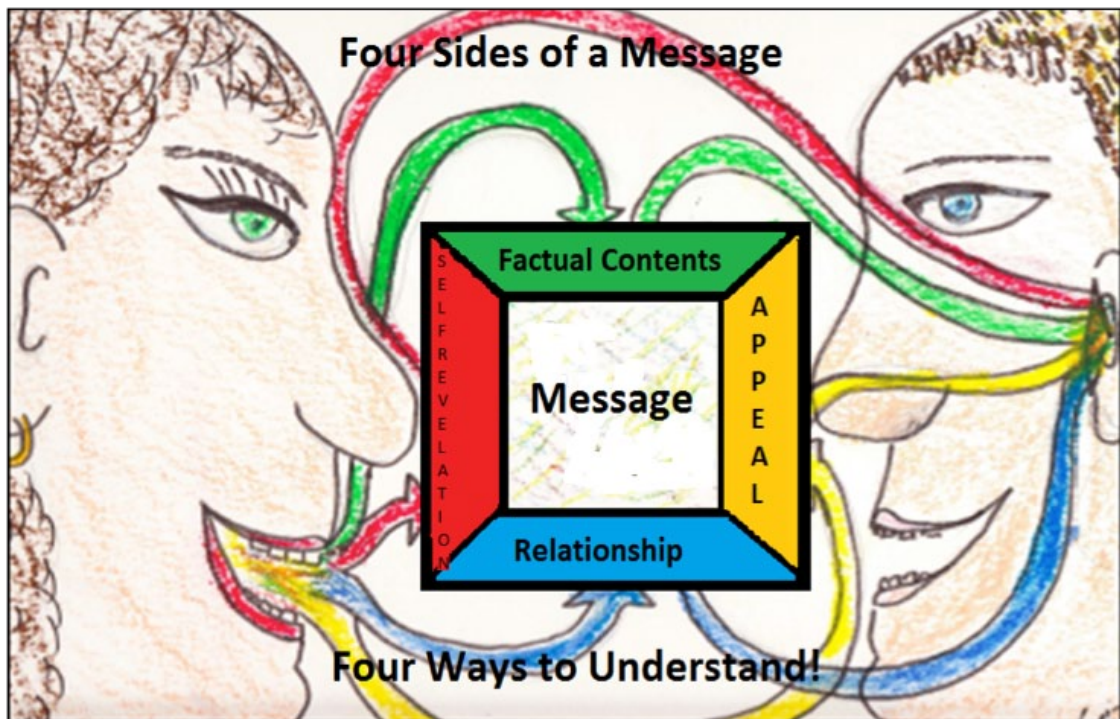 Four Sides of a Message
Factual Contents
SELFREVELATION
Message
APPEAL
Relationship
Four Ways to Understand!